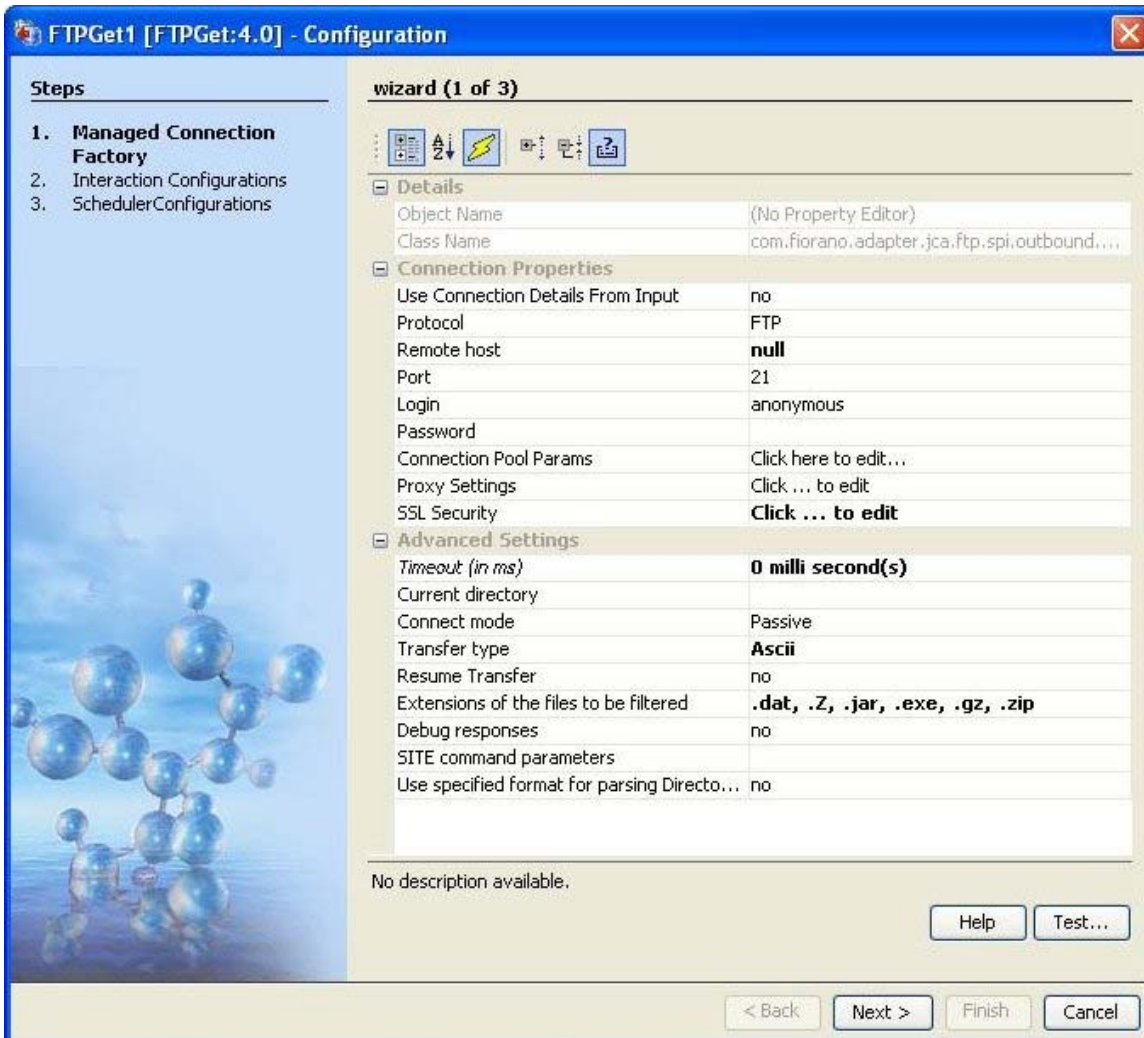 FTPGet1 [FTPGet:4.0] - Configuration
Steps
1. Managed Connection
Factory
2. Interaction Configurations
3. SchedulerConfigurations
wizard (1 of 3)
Details
Object Name (No Property Editor)
Class Name com.fiorano.adapter.jca.ftp.spi.outbound....
Connection Properties
Use Connection Details From Input no
Protocol FTP
Remote host null
Port 21
Login anonymous
Password
Connection Pool Params Click here to edit...
Proxy Settings Click ... to edit
SSL Security Click ... to edit
Advanced Settings
Timeout (in ms) 0 milli second(s)
Current directory
Connect mode Passive
Transfer type Ascii
Resume Transfer no
Extensions of the files to be filtered .dat, .Z, .jar, .exe, .gz, .zip
Debug responses no
SITE command parameters
Use specified format for parsing Directo... no
No description available.
Help Test...
< Back Next > Finish Cancel